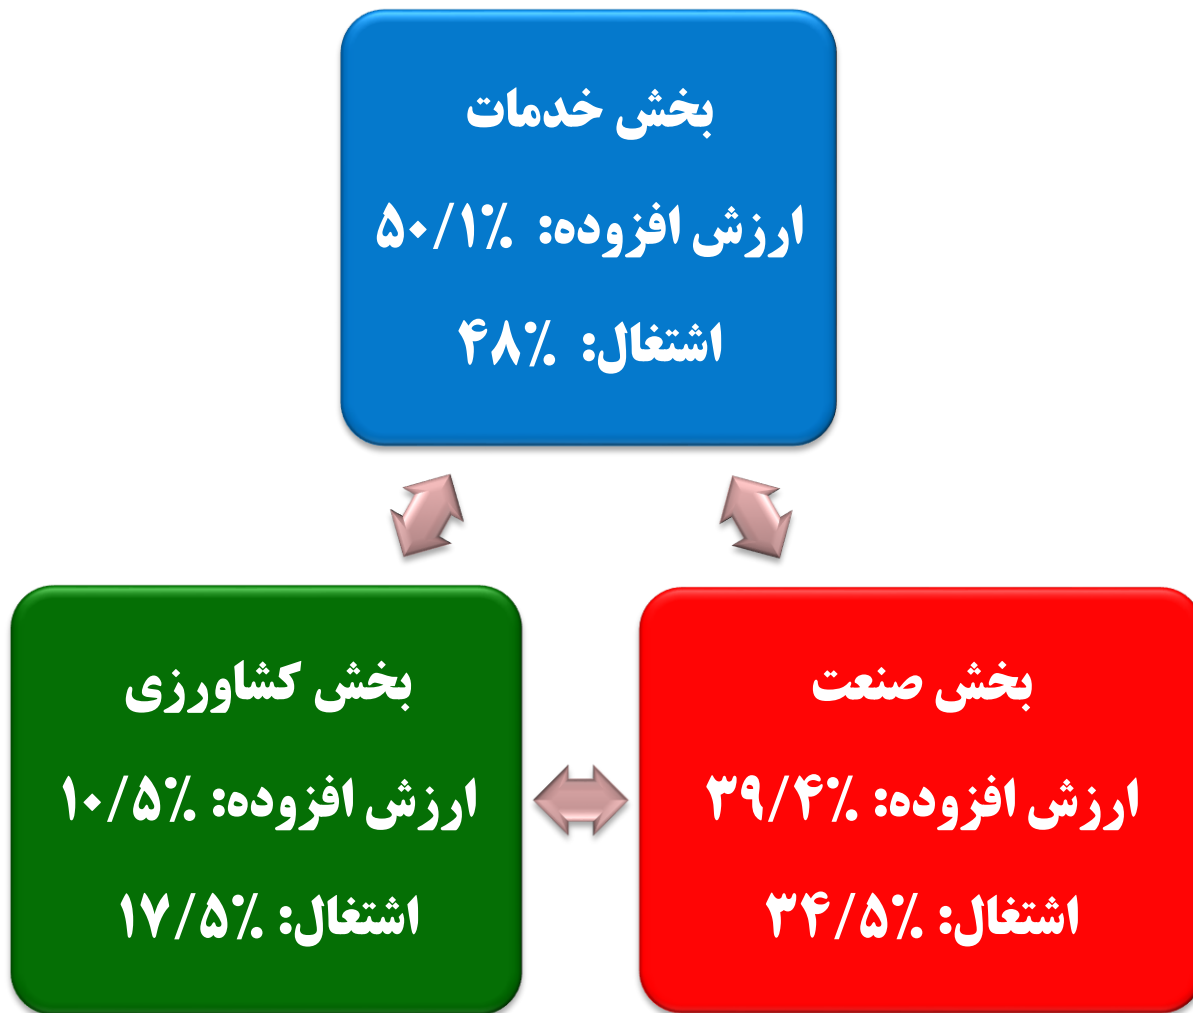 بخش خدمات
ارزش افزوده: ۵۰/۱٪
اشتغال: ۴۸٪
بخش صنعت
ارزش افزوده: ۳۹/۴٪
اشتغال: ۳۴/۵٪
بخش کشاورزی
ارزش افزوده: ۱۰/۵٪
اشتغال: ۱۷/۵٪